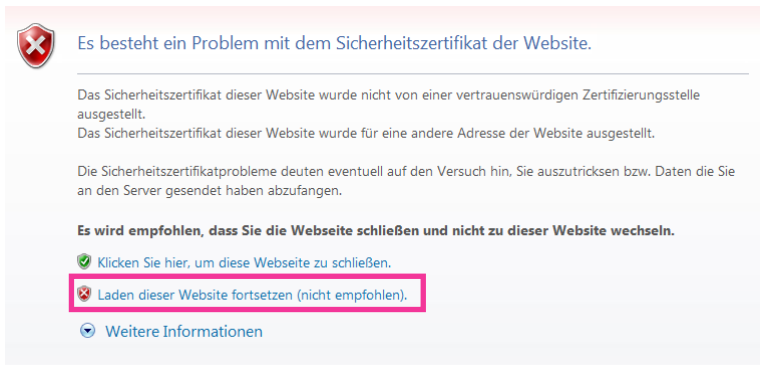 Es besteht ein Problem mit dem Sicherheitszertifikat der Website.
Das Sicherheitszertifikat dieser Website wurde nicht von einer vertrauenswürdigen Zertifizierungsstelle
ausgestellt.
Das Sicherheitszertifikat dieser Website wurde für eine andere Adresse der Website ausgestellt.
Die Sicherheitszertifikatprobleme deuten eventuell auf den Versuch hin, Sie auszutricksen bzw. Daten die Sie
an den Server gesendet haben abzufangen.
Es wird empfohlen, dass Sie die Webseite schließen und nicht zu dieser Website wechseln.
Klicken Sie hier, um diese Webseite zu schließen.
Laden dieser Website fortsetzen (nicht empfohlen).
Weitere Informationen